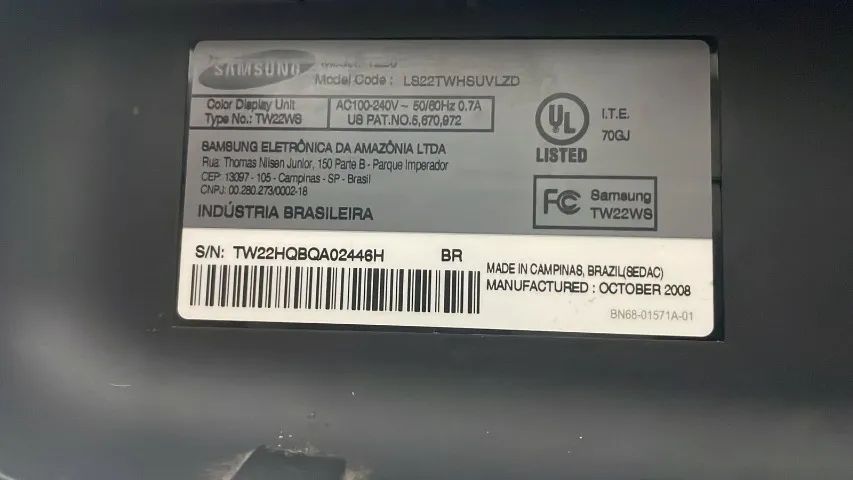 SAMSUNG
Model Code : LS22TWHSUVLZD
Color Display Unit
Type No.: TW22WS
AC100-240V ~ 50/60Hz 0.7A
US PAT.NO.5,670,972
UL
LISTED
I.T.E.
70GJ
SAMSUNG ELETRÔNICA DA AMAZÔNIA LTDA
Rua: Thomas Nilsen Junior, 150 Parte B - Parque Imperador
CEP: 13097 - 105 - Campinas - SP - Brasil
CNPJ: 00.280.273/0002-18
INDÚSTRIA BRASILEIRA
FC Samsung
TW22WS
S/N: TW22HQBQA02446H BR
MADE IN CAMPINAS, BRAZIL(SEDAC)
MANUFACTURED : OCTOBER 2008
BN68-01571A-01